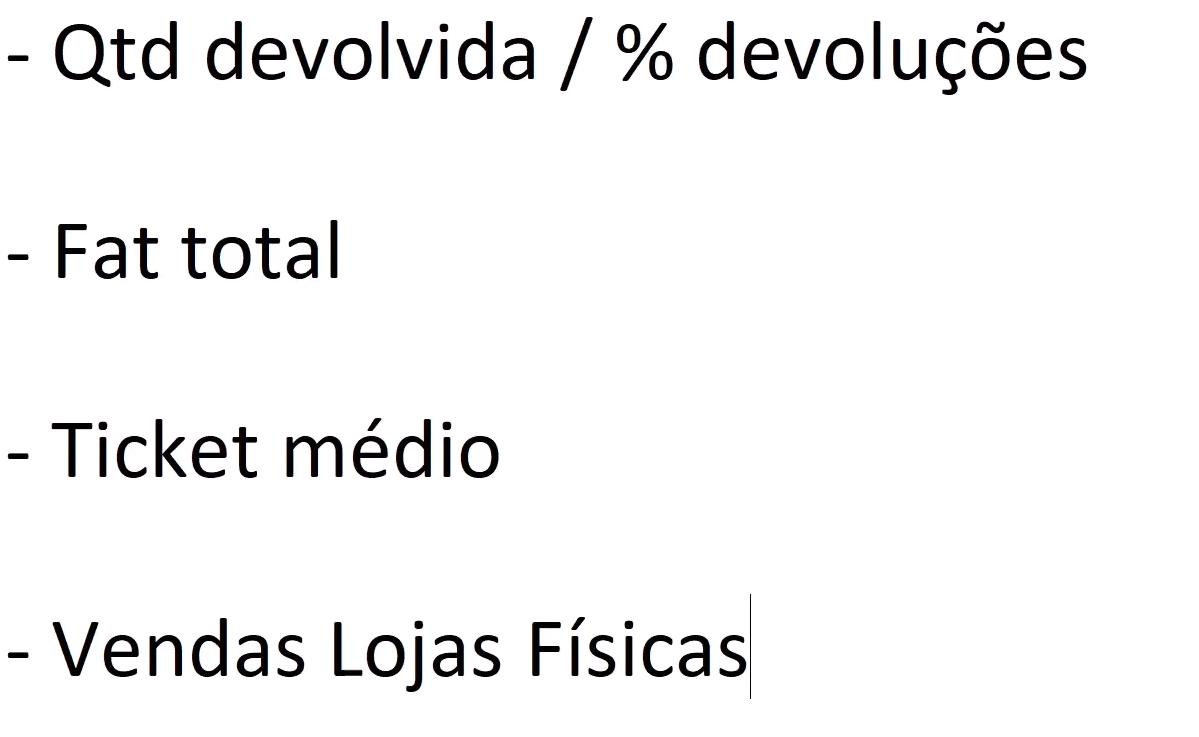 - Qtd devolvida / % devoluções
- Fat total
- Ticket médio
- Vendas Lojas Físicas